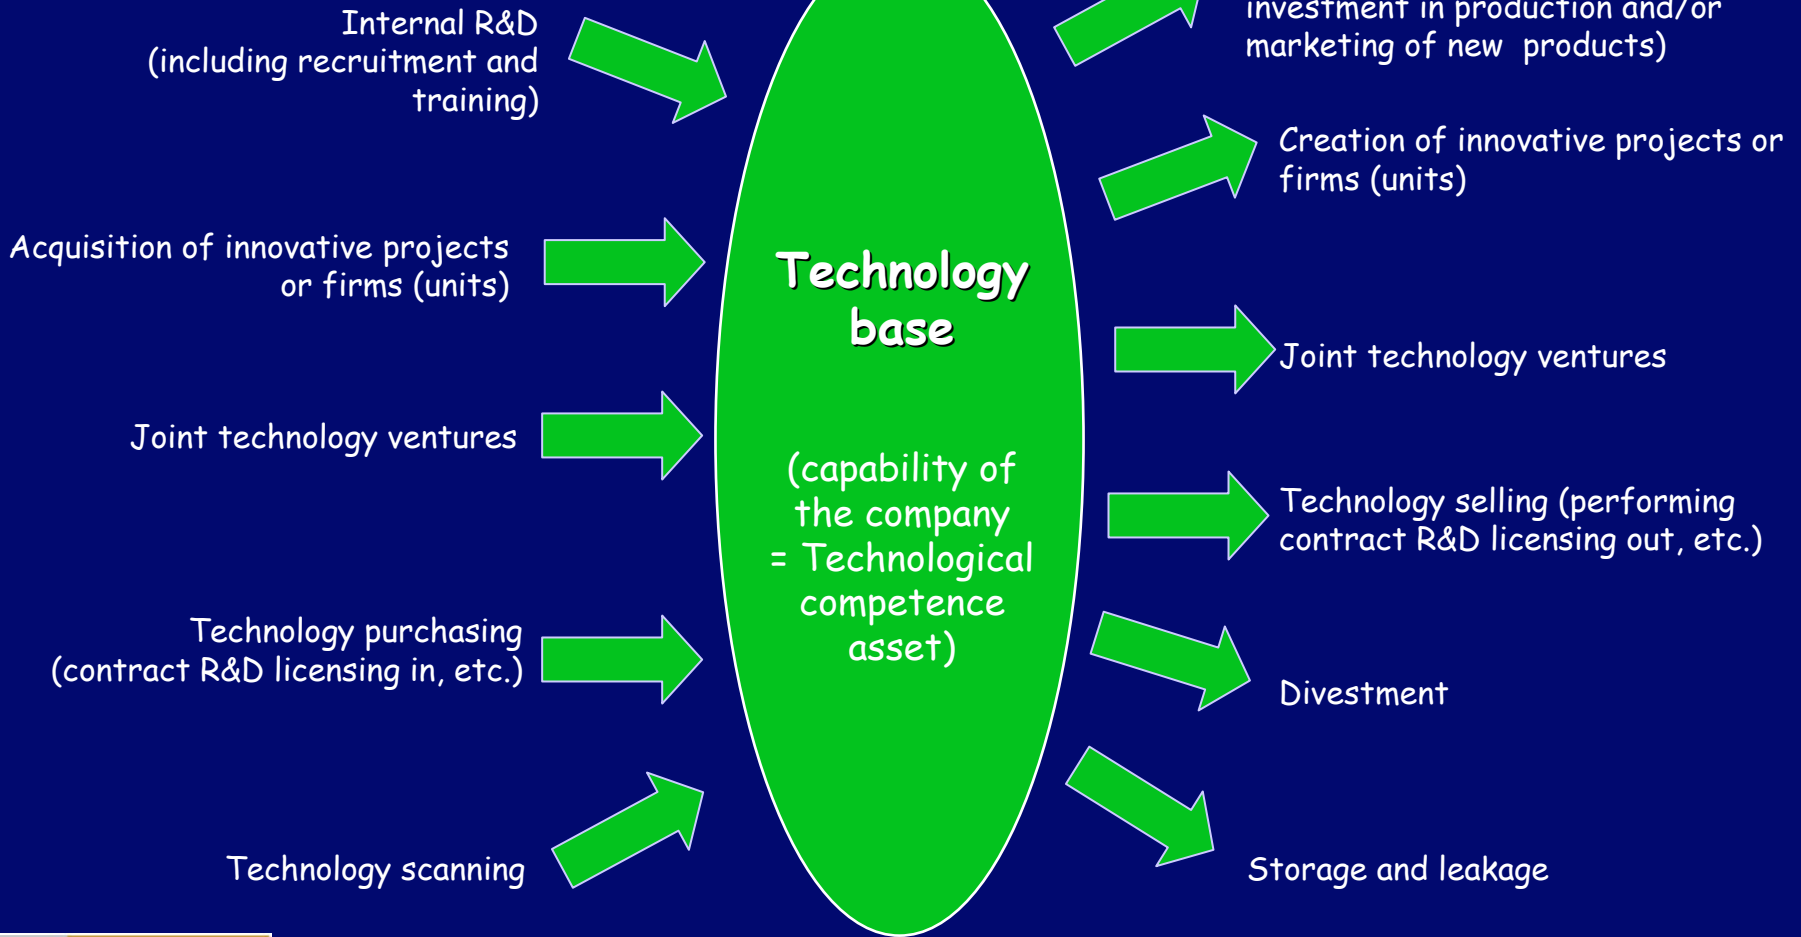 Internal R&D
(including recruitment and
training)
Acquisition of innovative projects
or firms (units)
Joint technology ventures
Technology purchasing
(contract R&D licensing in, etc.)
Technology scanning
Technology
base
(capability of
the company
= Technological
competence
asset)
investment in production and/or
marketing of new  products)
Creation of innovative projects or
firms (units)
Joint technology ventures
Technology selling (performing
contract R&D licensing out, etc.)
Divestment
Storage and leakage